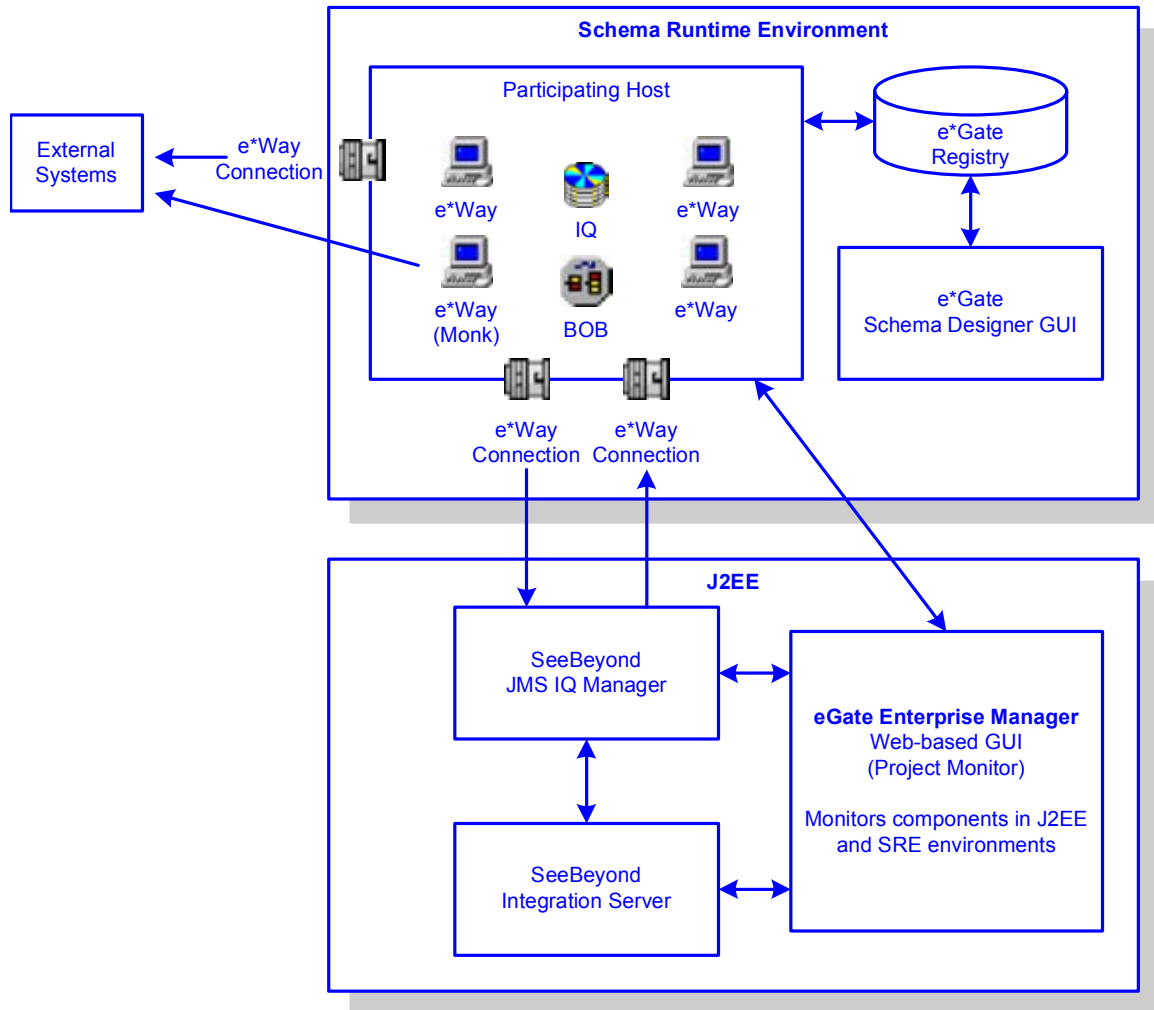 Schema Runtime Environment
Participating Host
External
Systems
e*Way
Connection
e*Way
IQ
e*Way
e*Way
(Monk)
BOB
e*Way
e*Gate
Registry
e*Gate
Schema Designer GUI
e*Way
Connection
e*Way
Connection
J2EE
SeeBeyond
JMS IQ Manager
SeeBeyond
Integration Server
eGate Enterprise Manager
Web-based GUI
(Project Monitor)
Monitors components in J2EE
and SRE environments